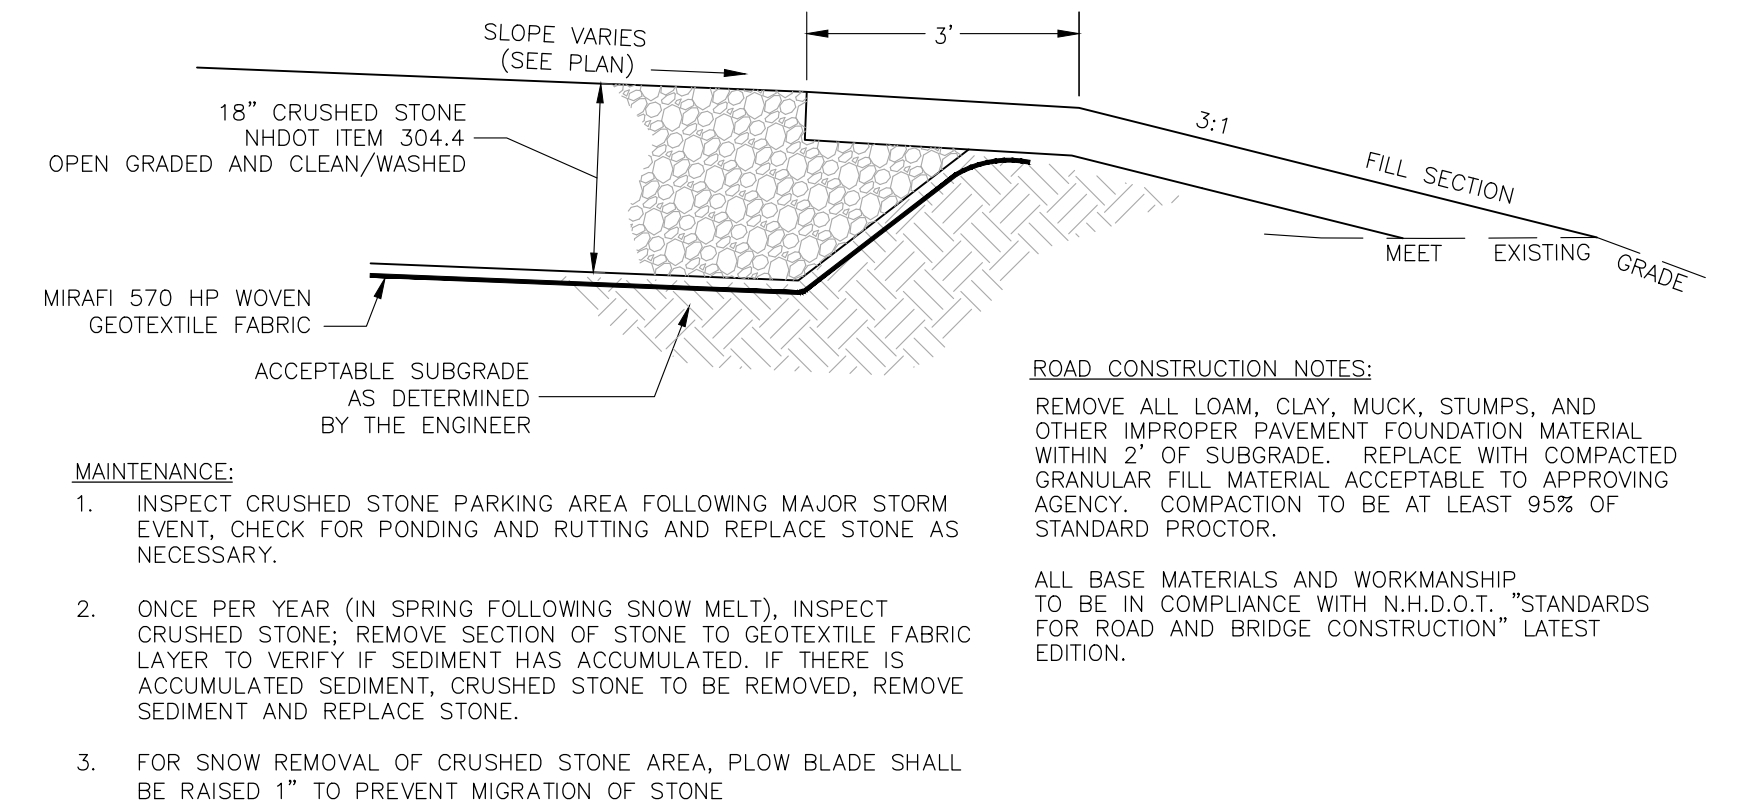 SLOPE VARIES
(SEE PLAN)
3'
18" CRUSHED STONE
NHDOT ITEM 304.4
OPEN GRADED AND CLEAN/WASHED
3:1
FILL SECTION
MEET EXISTING GRADE
MIRAFI 570 HP WOVEN
GEOTEXTILE FABRIC
ACCEPTABLE SUBGRADE
AS DETERMINED
BY THE ENGINEER
MAINTENANCE:
1. INSPECT CRUSHED STONE PARKING AREA FOLLOWING MAJOR STORM
EVENT, CHECK FOR PONDING AND RUTTING AND REPLACE STONE AS
NECESSARY.
2. ONCE PER YEAR (IN SPRING FOLLOWING SNOW MELT), INSPECT
CRUSHED STONE; REMOVE SECTION OF STONE TO GEOTEXTILE FABRIC
LAYER TO VERIFY IF SEDIMENT HAS ACCUMULATED. IF THERE IS
ACCUMULATED SEDIMENT, CRUSHED STONE TO BE REMOVED, REMOVE
SEDIMENT AND REPLACE STONE.
3. FOR SNOW REMOVAL OF CRUSHED STONE AREA, PLOW BLADE SHALL
BE RAISED 1" TO PREVENT MIGRATION OF STONE
ROAD CONSTRUCTION NOTES:
REMOVE ALL LOAM, CLAY, MUCK, STUMPS, AND
OTHER IMPROPER PAVEMENT FOUNDATION MATERIAL
WITHIN 2' OF SUBGRADE. REPLACE WITH COMPACTED
GRANULAR FILL MATERIAL ACCEPTABLE TO APPROVING
AGENCY. COMPACTION TO BE AT LEAST 95% OF
STANDARD PROCTOR.
ALL BASE MATERIALS AND WORKMANSHIP
TO BE IN COMPLIANCE WITH N.H.D.O.T. "STANDARDS
FOR ROAD AND BRIDGE CONSTRUCTION" LATEST
EDITION.